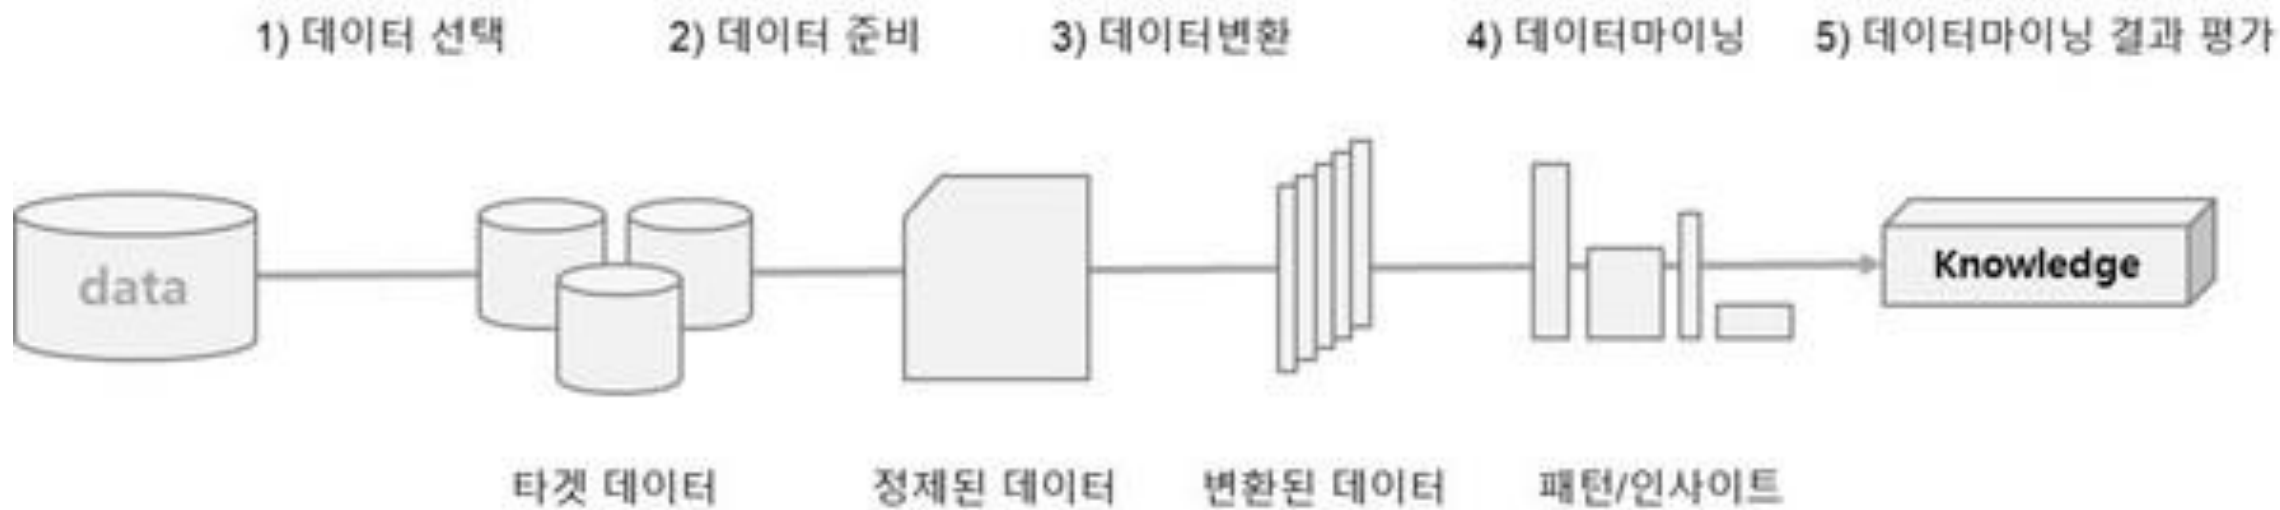 1) 데이터 선택
2) 데이터 준비
3) 데이터변환
4) 데이터마이닝
5) 데이터마이닝 결과 평가
data
Knowledge
타겟 데이터
정제된 데이터
변환된 데이터
패턴/인사이트